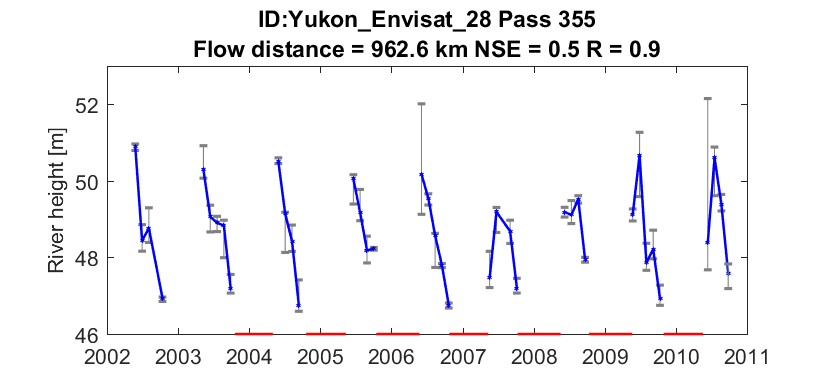 ID:Yukon_Envisat_28 Pass 355
Flow distance = 962.6 km NSE = 0.5 R = 0.9
River height [m]
52
50
48
46
2002 2003 2004 2005 2006 2007 2008 2009 2010 2011